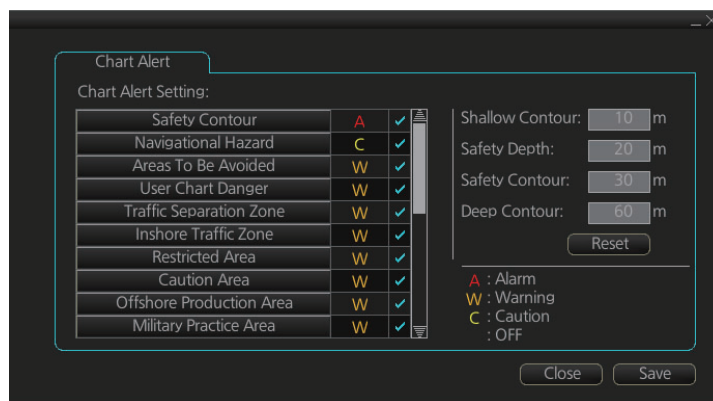 Chart Alert
Chart Alert Setting:
Safety Contour A
Navigational Hazard C
Areas To Be Avoided W
User Chart Danger W
Traffic Separation Zone W
Inshore Traffic Zone W
Restricted Area W
Caution Area W
Offshore Production Area W
Military Practice Area W
Shallow Contour: 10 m
Safety Depth: 20 m
Safety Contour: 30 m
Deep Contour: 60 m
Reset
A : Alarm
W : Warning
C : Caution
: OFF
Close Save